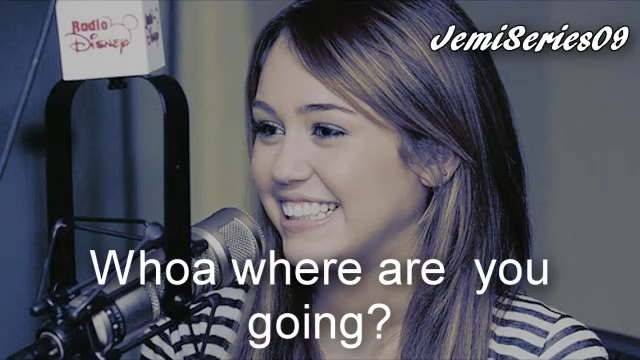 Radio
Disney
JemiSeries09
Whoa where are  you
going?